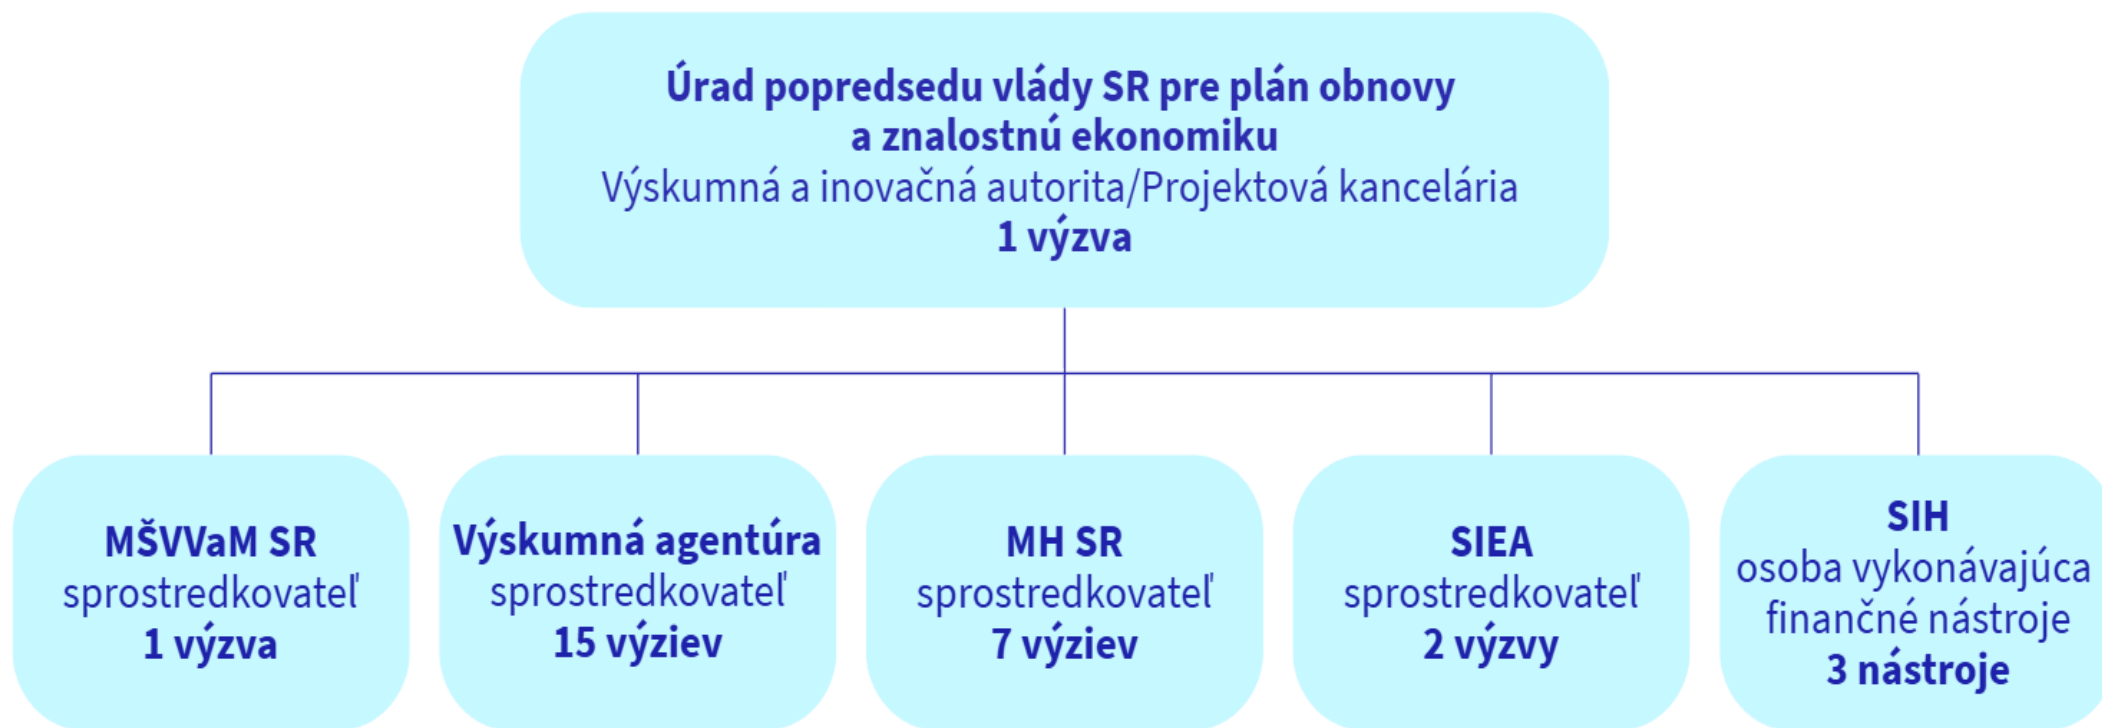 Úrad popredsedu vlády SR pre plán obnovy
a znalostnú ekonomiku
Výskumná a inovačná autorita/Projektová kancelária
1 výzva
MŠVVaM SR
sprostredkovateľ
1 výzva
Výskumná agentúra
sprostredkovateľ
15 výziev
MH SR
sprostredkovateľ
7 výziev
SIEA
sprostredkovateľ
2 výzvy
SIH
osoba vykonávajúca
finančné nástroje
3 nástroje